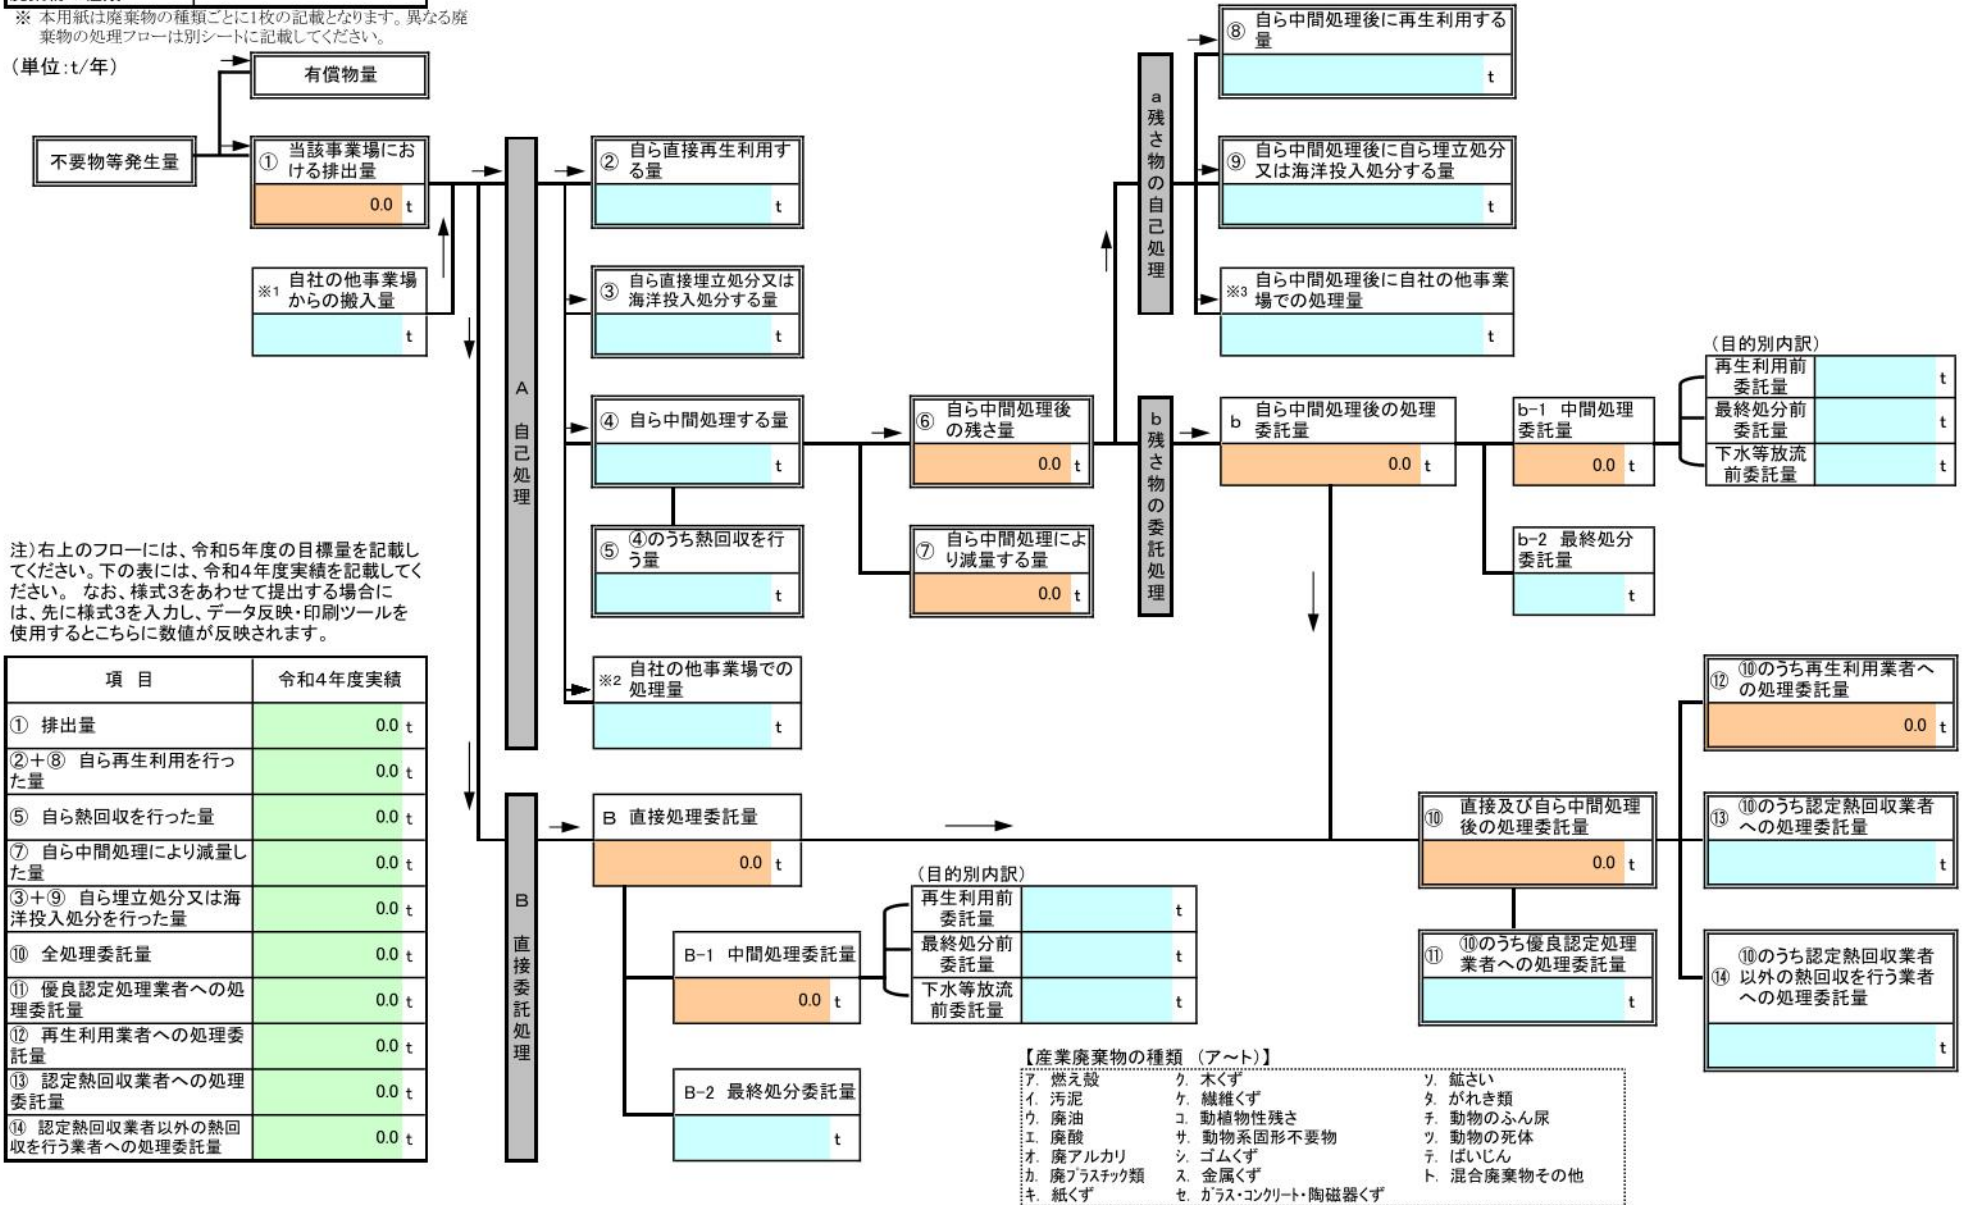 ※ 本用紙は廃棄物の種類ごとに1枚の記載となります。異なる廃
棄物の処理フローは別シートに記載してください。
(単位:t/年)
有償物量
不要物等発生量
① 当該事業場にお
ける排出量
0.0 t
※1 自社の他事業場
からの搬入量
t
A 自己処理
② 自ら直接再生利用す
る量
t
③ 自ら直接埋立処分又は
海洋投入処分する量
t
④ 自ら中間処理する量
t
⑤ ④のうち熱回収を行
う量
t
※2 自社の他事業場での
処理量
t
⑥ 自ら中間処理後
の残さ量
0.0 t
⑦ 自ら中間処理によ
り減量する量
0.0 t
a 残さ物の自己処理
⑧ 自ら中間処理後に再生利用する
量
t
⑨ 自ら中間処理後に自ら埋立処分
又は海洋投入処分する量
t
※3 自ら中間処理後に自社の他事業
場での処理量
t
b 残さ物の委託処理
b 自ら中間処理後の処理
委託量
0.0 t
b-1 中間処理
委託量
0.0 t
b-2 最終処分
委託量
t
(目的別内訳)
再生利用前
委託量
t
最終処分前
委託量
t
下水等放流
前委託量
t
注)右上のフローには、令和5年度の目標量を記載し
てください。下の表には、令和4年度実績を記載してく
ださい。 なお、様式3をあわせて提出する場合に
は、先に様式3を入力し、データ反映・印刷ツールを
使用するとこちらに数値が反映されます。
項 目 令和4年度実績
① 排出量 0.0 t
②+⑧ 自ら再生利用を行っ
た量 0.0 t
⑤ 自ら熱回収を行った量 0.0 t
⑦ 自ら中間処理により減量し
た量 0.0 t
③+⑨ 自ら埋立処分又は海
洋投入処分を行った量 0.0 t
⑩ 全処理委託量 0.0 t
⑪ 優良認定処理業者への処
理委託量 0.0 t
⑫ 再生利用業者への処理委
託量 0.0 t
⑬ 認定熱回収業者への処理
委託量 0.0 t
⑭ 認定熱回収業者以外の熱回
収を行う業者への処理委託量 0.0 t
B 直接委託処理
B 直接処理委託量
0.0 t
B-1 中間処理委託量
0.0 t
B-2 最終処分委託量
t
(目的別内訳)
再生利用前
委託量
t
最終処分前
委託量
t
下水等放流
前委託量
t
⑩ 直接及び自ら中間処理
後の処理委託量
0.0 t
⑪ ⑩のうち優良認定処理
業者への処理委託量
t
⑫ ⑩のうち再生利用業者へ
の処理委託量
0.0 t
⑬ ⑩のうち認定熱回収業者
への処理委託量
t
⑭ ⑩のうち認定熱回収業者
以外の熱回収を行う業者
への処理委託量
t
【産業廃棄物の種類 (ア~ト)】
ア. 燃え殻 ク. 木くず ソ. 鉱さい
イ. 汚泥 ケ. 繊維くず タ. がれき類
ウ. 廃油 コ. 動植物性残さ チ. 動物のふん尿
エ. 廃酸 サ. 動物系固形不要物 ツ. 動物の死体
オ. 廃アルカリ シ. ゴムくず テ. ばいじん
カ. 廃プラスチック類 ス. 金属くず ト. 混合廃棄物その他
キ. 紙くず セ. ガラス・コンクリート・陶磁器くず